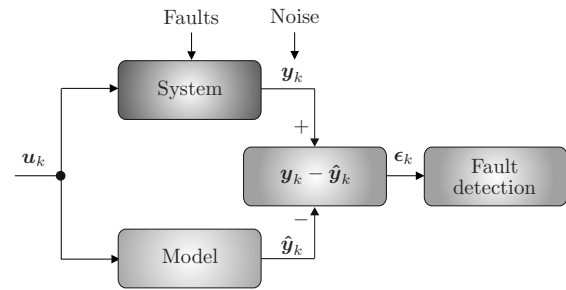 Faults Noise
System
y_k
+
u_k
y_k − ŷ_k
ϵ_k
Fault
detection
−
Model
ŷ_k